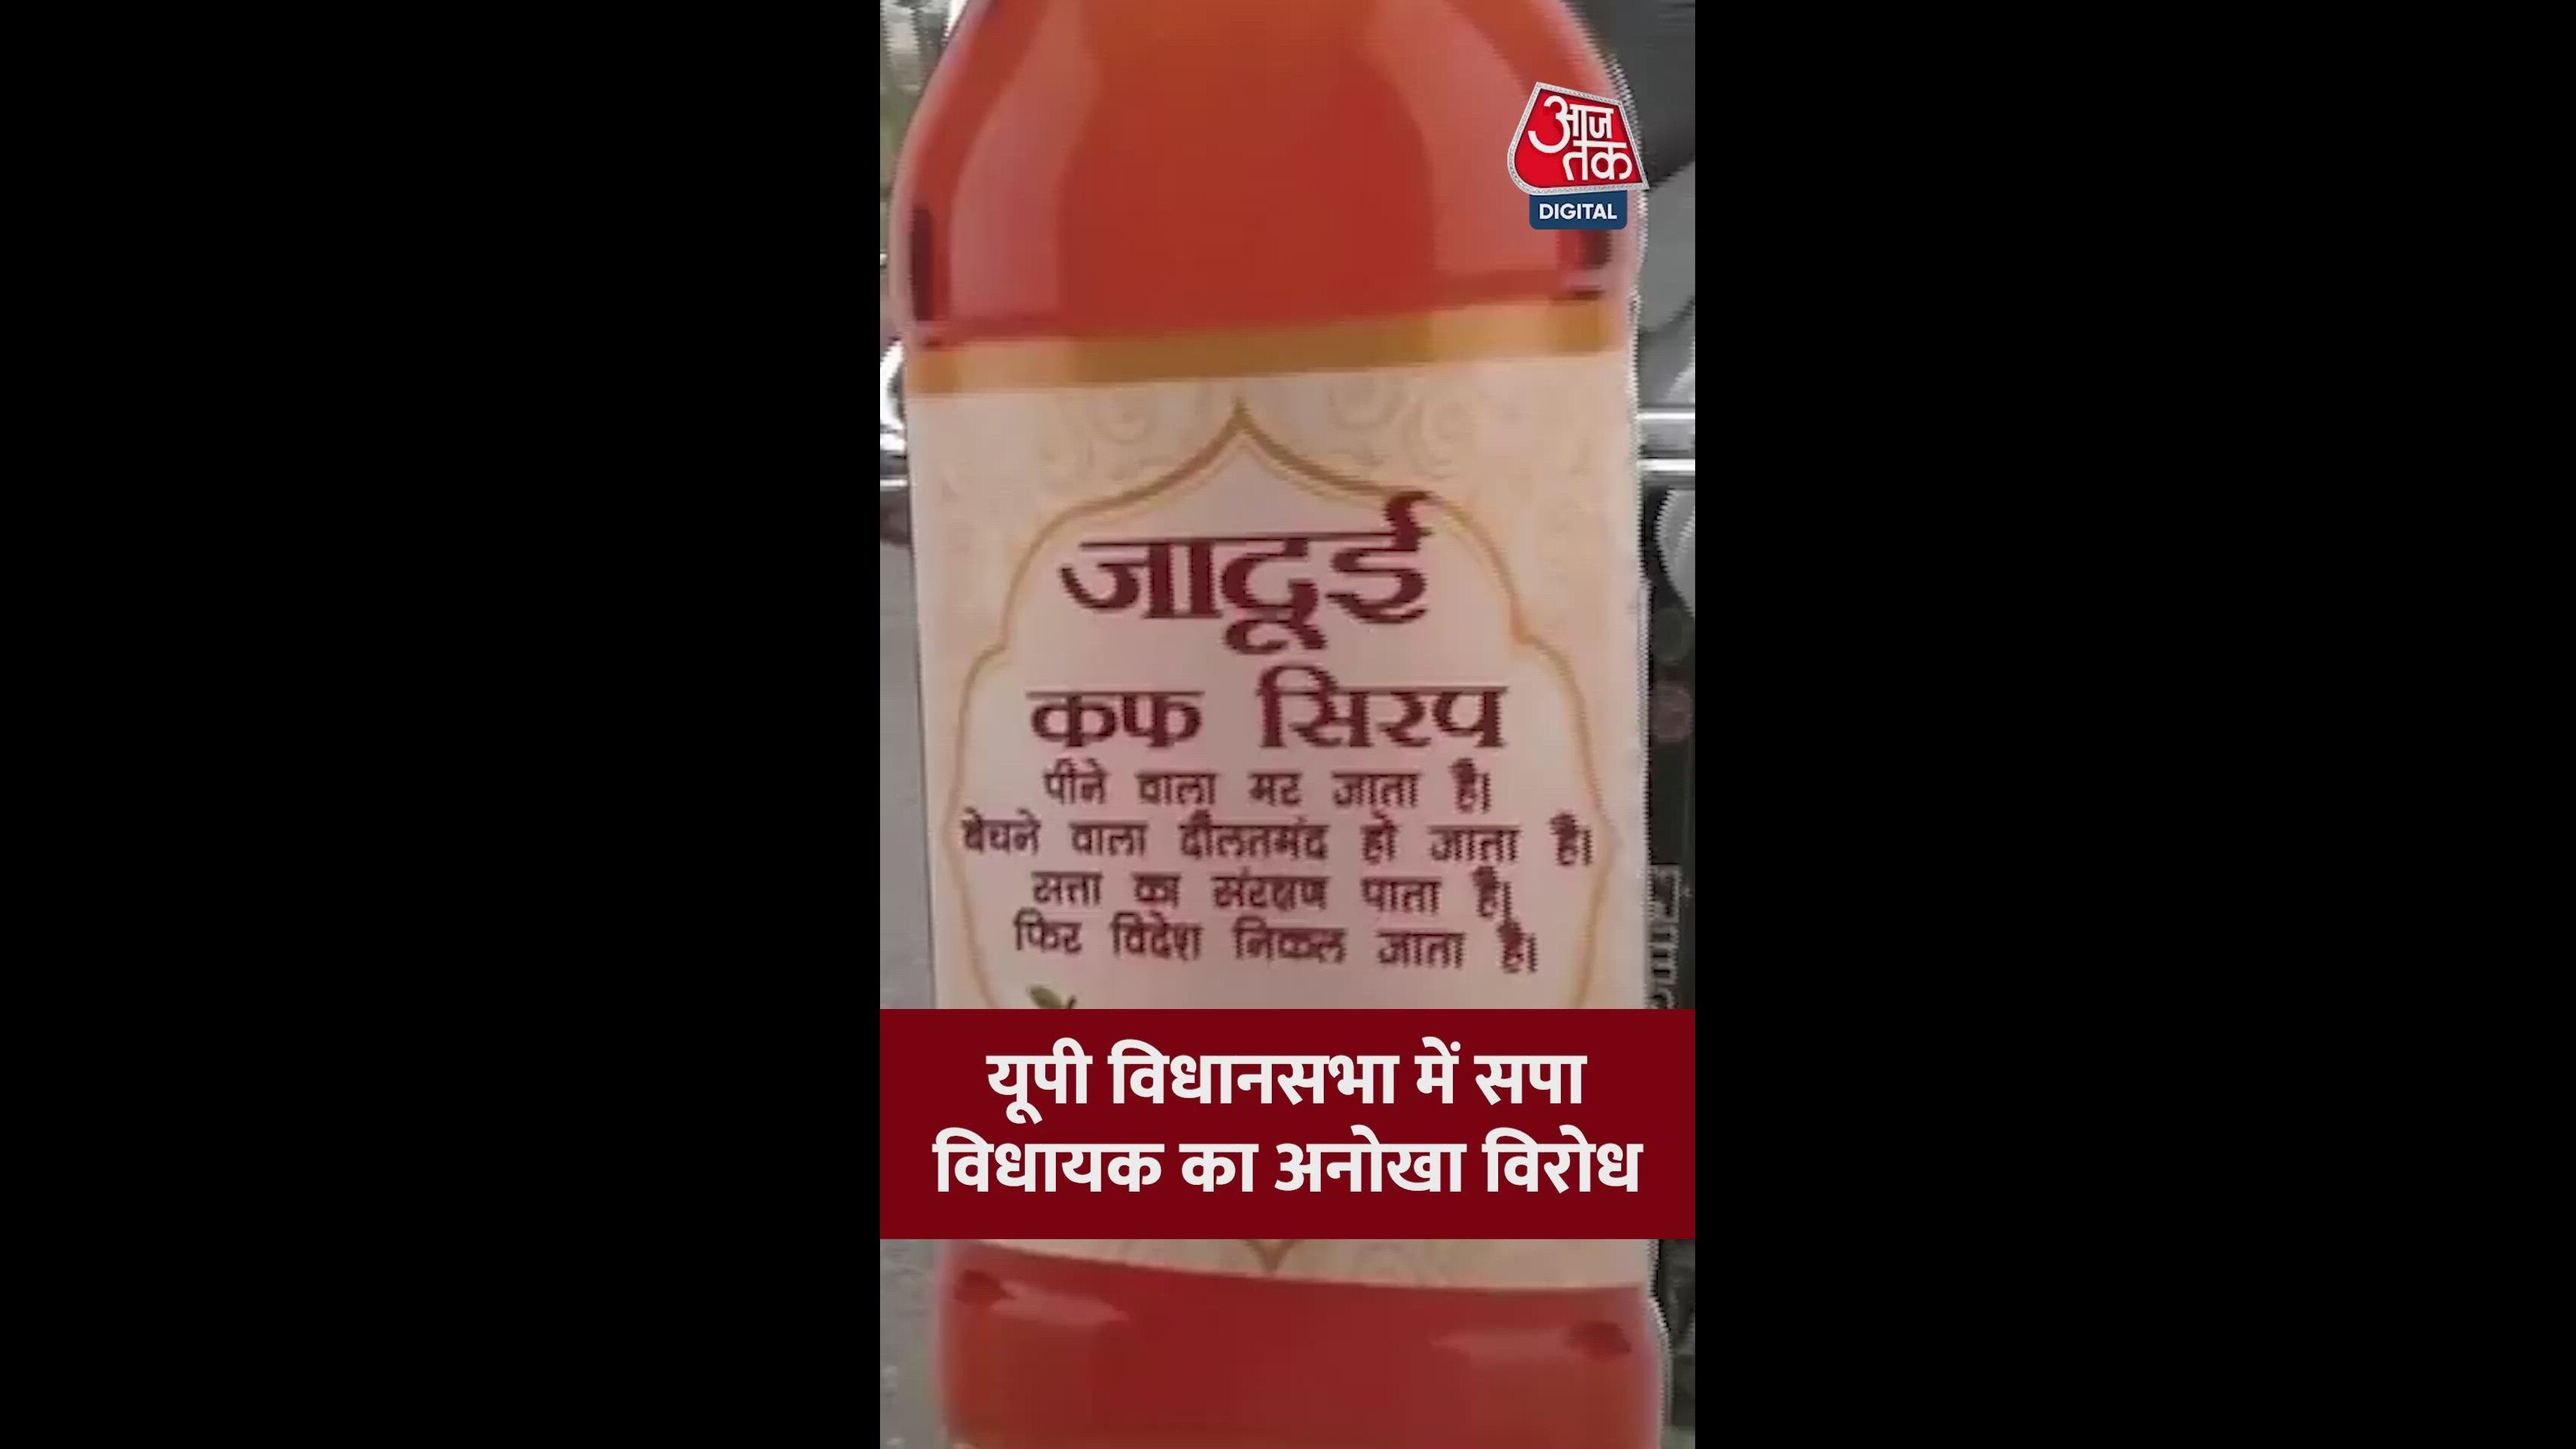 आज
तक
DIGITAL
जादूई
कफ सिरप
पीने वाला मर जाता है।
बेचने वाला दौलतमंद हो जाता है।
सत्ता का संरक्षण पाता है।
फिर विदेश निकल जाता है।
यूपी विधानसभा में सपा
विधायक का अनोखा विरोध